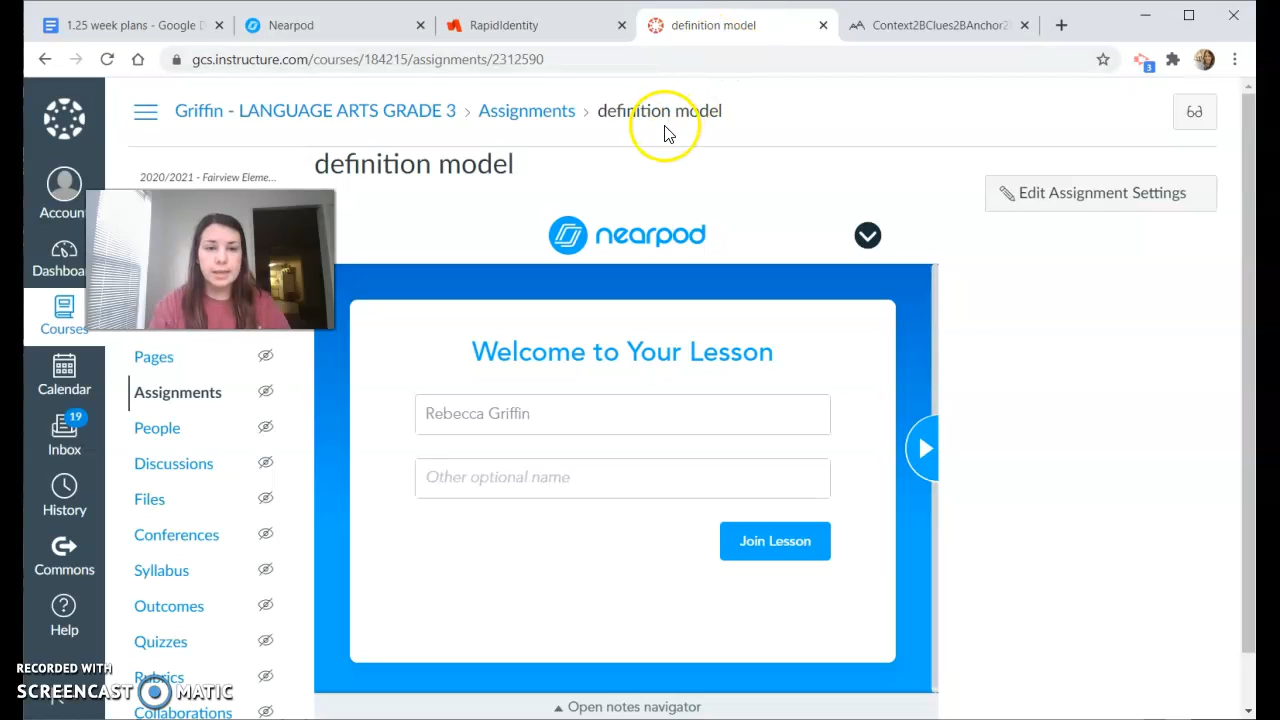 1.25 week plans - Google D
Nearpod
RapidIdentity
definition model
Context2BClues2BAnchor2
gcs.instructure.com/courses/184215/assignments/2312590
3
Griffin - LANGUAGE ARTS GRADE 3 › Assignments › definition model
2020/2021 - Fairview Eleme...
definition model
Edit Assignment Settings
Account
nearpod
Dashboa
Courses
Welcome to Your Lesson
Rebecca Griffin
Other optional name
Join Lesson
Calendar
19
Inbox
History
Commons
Help
Pages
Assignments
People
Discussions
Files
Conferences
Syllabus
Outcomes
Quizzes
Rubrics
Collaborations
Open notes navigator
RECORDED WITH
SCREENCAST MATIC